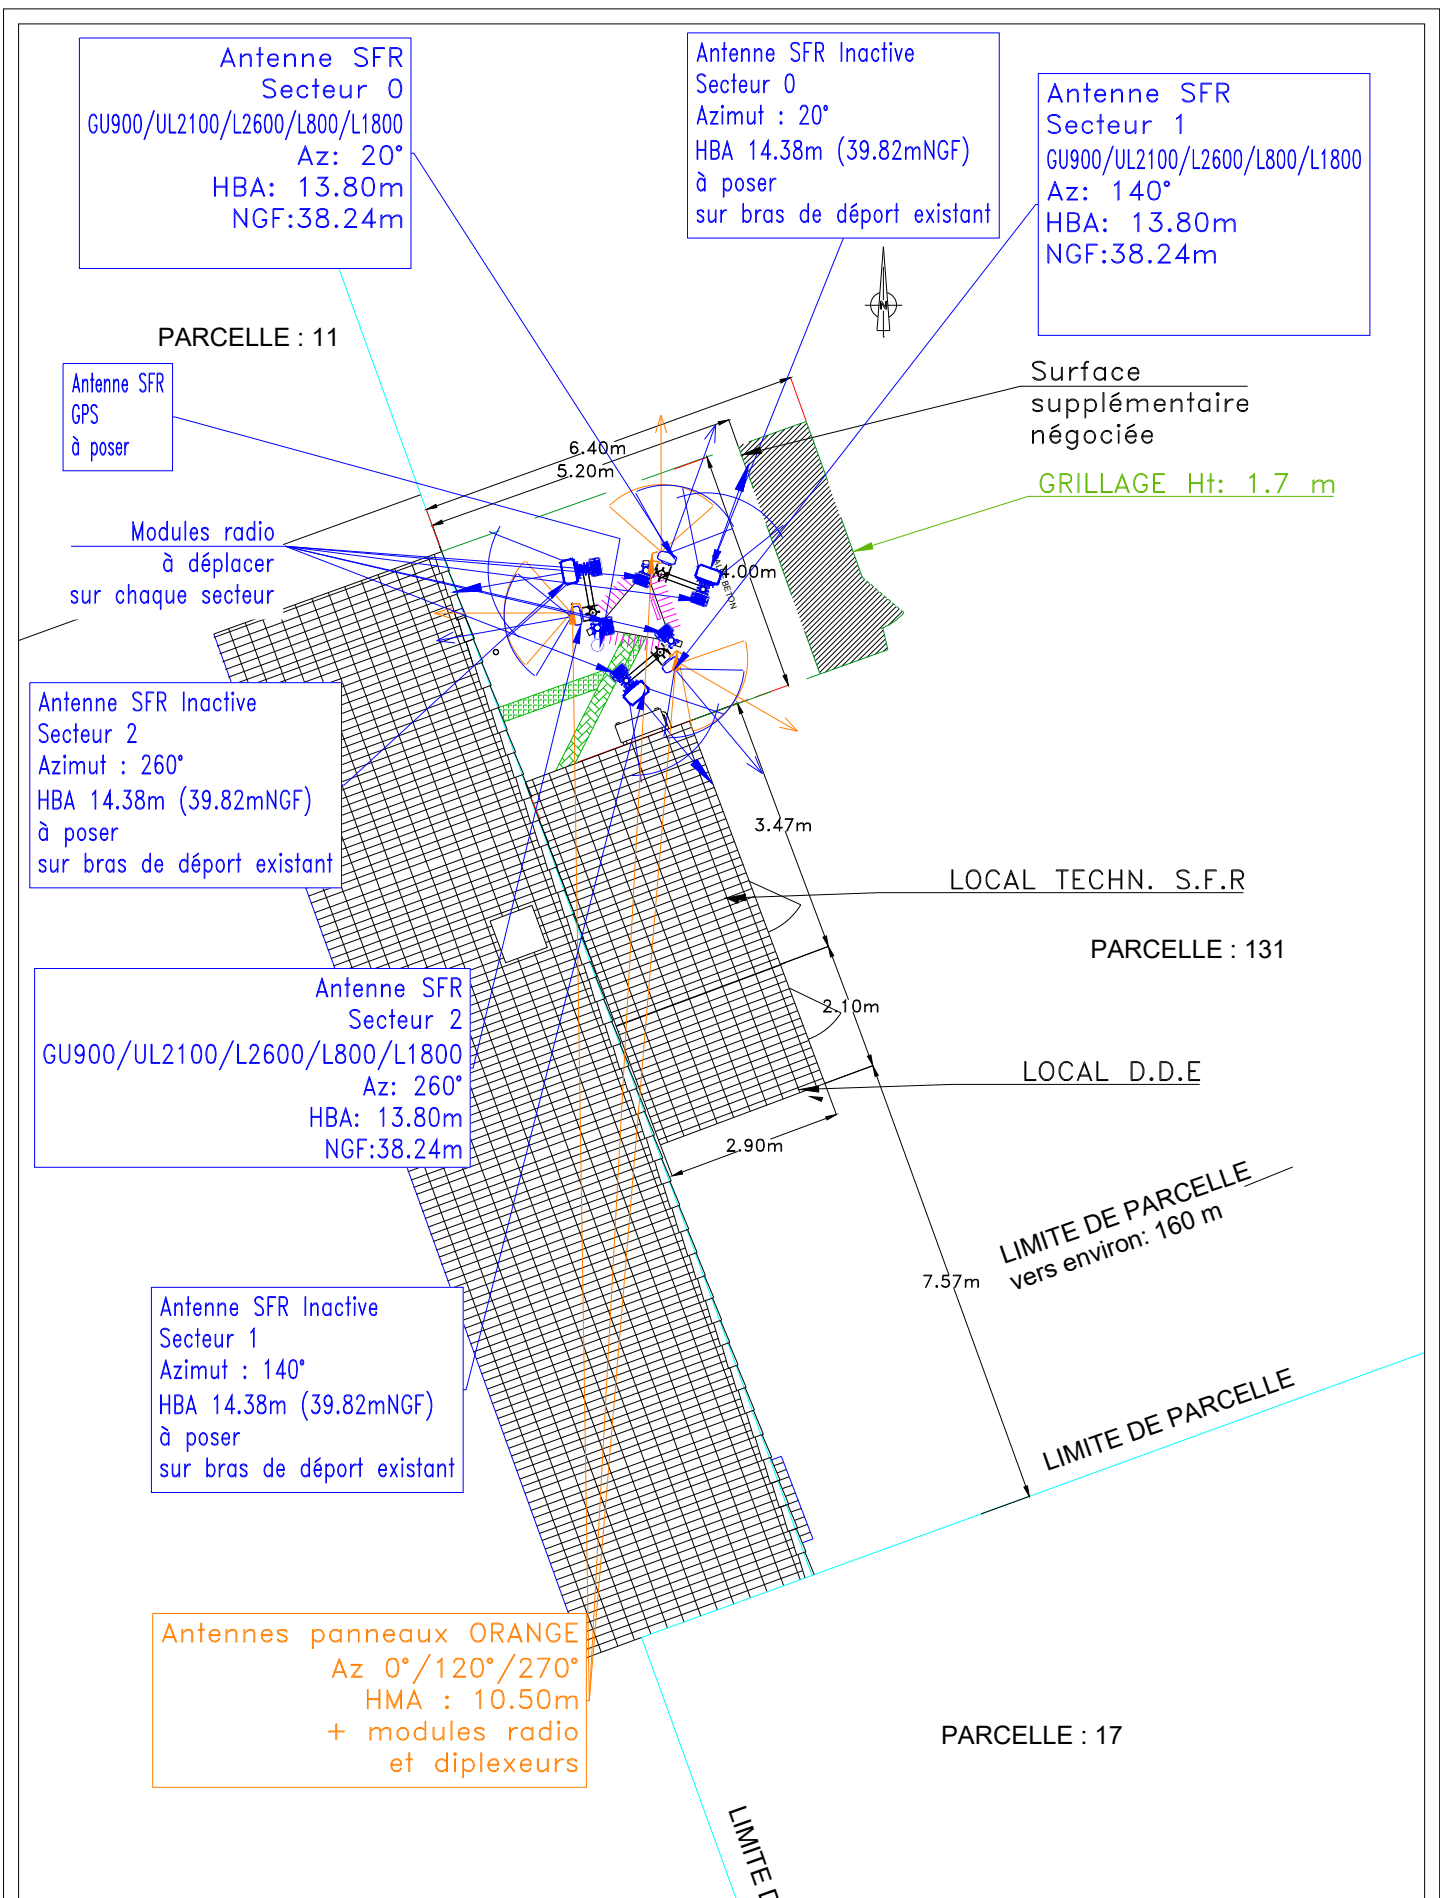 Antenne SFR
Secteur 0
GU900/UL2100/L2600/L800/L1800
Az: 20°
HBA: 13.80m
NGF:38.24m
Antenne SFR Inactive
Secteur 0
Azimut : 20°
HBA 14.38m (39.82mNGF)
à poser
sur bras de déport existant
Antenne SFR
Secteur 1
GU900/UL2100/L2600/L800/L1800
Az: 140°
HBA: 13.80m
NGF:38.24m
N
PARCELLE : 11
Antenne SFR
GPS
à poser
Surface
supplémentaire
négociée
GRILLAGE Ht: 1.7 m
6.40m
5.20m
4.00m
BETON
Modules radio
à déplacer
sur chaque secteur
Antenne SFR Inactive
Secteur 2
Azimut : 260°
HBA 14.38m (39.82mNGF)
à poser
sur bras de déport existant
3.47m
LOCAL TECHN. S.F.R
PARCELLE : 131
2.10m
LOCAL D.D.E
2.90m
Antenne SFR
Secteur 2
GU900/UL2100/L2600/L800/L1800
Az: 260°
HBA: 13.80m
NGF:38.24m
LIMITE DE PARCELLE
vers environ: 160 m
7.57m
Antenne SFR Inactive
Secteur 1
Azimut : 140°
HBA 14.38m (39.82mNGF)
à poser
sur bras de déport existant
LIMITE DE PARCELLE
Antennes panneaux ORANGE
Az 0°/120°/270°
HMA : 10.50m
+ modules radio
et diplexeurs
PARCELLE : 17
LIMITE D